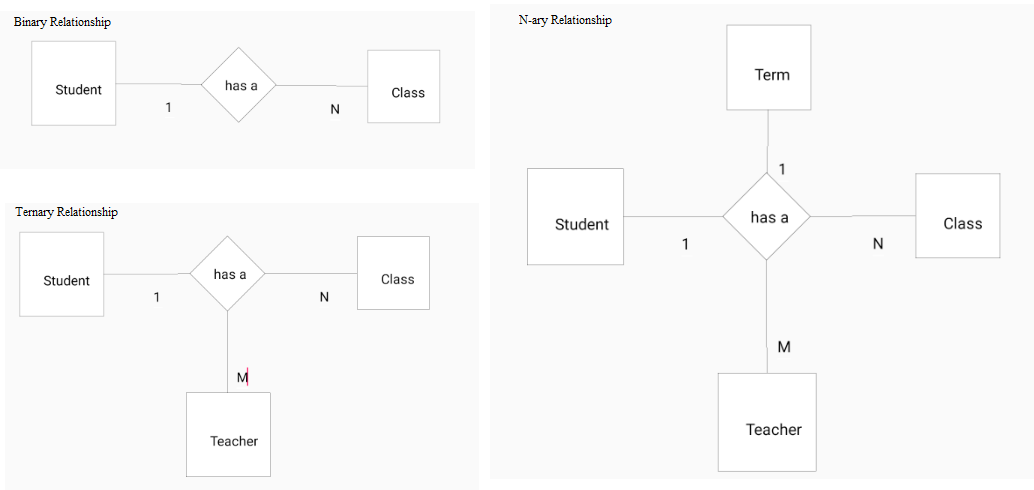 Binary Relationship
Student
has a
Class
1
N
Ternary Relationship
Student
has a
Class
1
N
M
Teacher
N-ary Relationship
Term
1
Student
has a
Class
1
N
M
Teacher